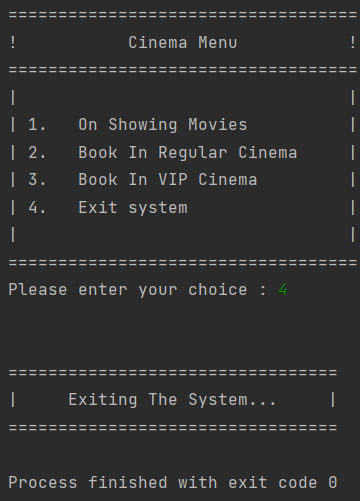 ===================================
!           Cinema Menu           !
===================================
|                                 |
| 1.   On Showing Movies          |
| 2.   Book In Regular Cinema     |
| 3.   Book In VIP Cinema         |
| 4.   Exit system                |
|                                 |
===================================
Please enter your choice : 4
=================================
|     Exiting The System...     |
=================================
Process finished with exit code 0